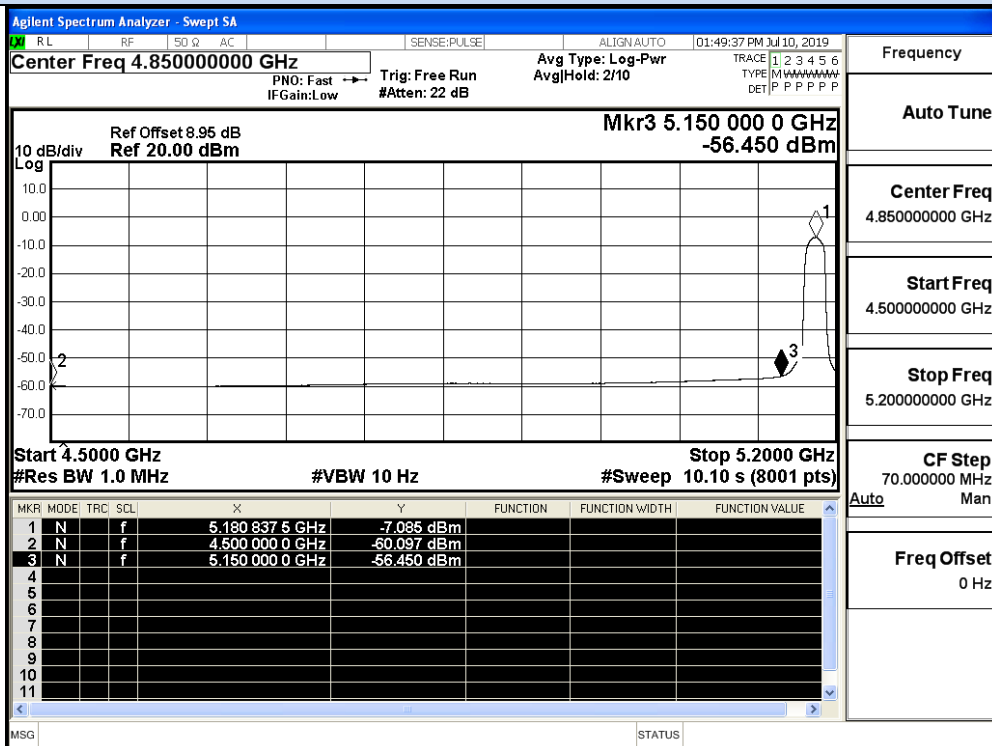 Agilent Spectrum Analyzer - Swept SA
LXI RL RF 50 Ω AC SENSE:PULSE ALIGNAUTO 01:49:37 PM Jul 10, 2019
Center Freq 4.850000000 GHz
PNO: Fast
IFGain:Low
Trig: Free Run
#Atten: 22 dB
Avg Type: Log-Pwr
Avg|Hold: 2/10
TRACE 1 2 3 4 5 6
TYPE M WWWWW
DET P P P P P P
Ref Offset 8.95 dB
Ref 20.00 dBm
10 dB/div
Log
Mkr3 5.150 000 0 GHz
-56.450 dBm
10.0
0.00
-10.0
-20.0
-30.0
-40.0
-50.0
-60.0
-70.0
1
2
3
Start 4.5000 GHz
Stop 5.2000 GHz
#Res BW 1.0 MHz
#VBW 10 Hz
#Sweep 10.10 s (8001 pts)
MKR MODE TRC SCL X Y FUNCTION FUNCTION WIDTH FUNCTION VALUE
1 N f 5.180 837 5 GHz -7.085 dBm
2 N f 4.500 000 0 GHz -60.097 dBm
3 N f 5.150 000 0 GHz -56.450 dBm
4
5
6
7
8
9
10
11
MSG
STATUS
Frequency
Auto Tune
Center Freq
4.850000000 GHz
Start Freq
4.500000000 GHz
Stop Freq
5.200000000 GHz
CF Step
70.000000 MHz
Auto Man
Freq Offset
0 Hz